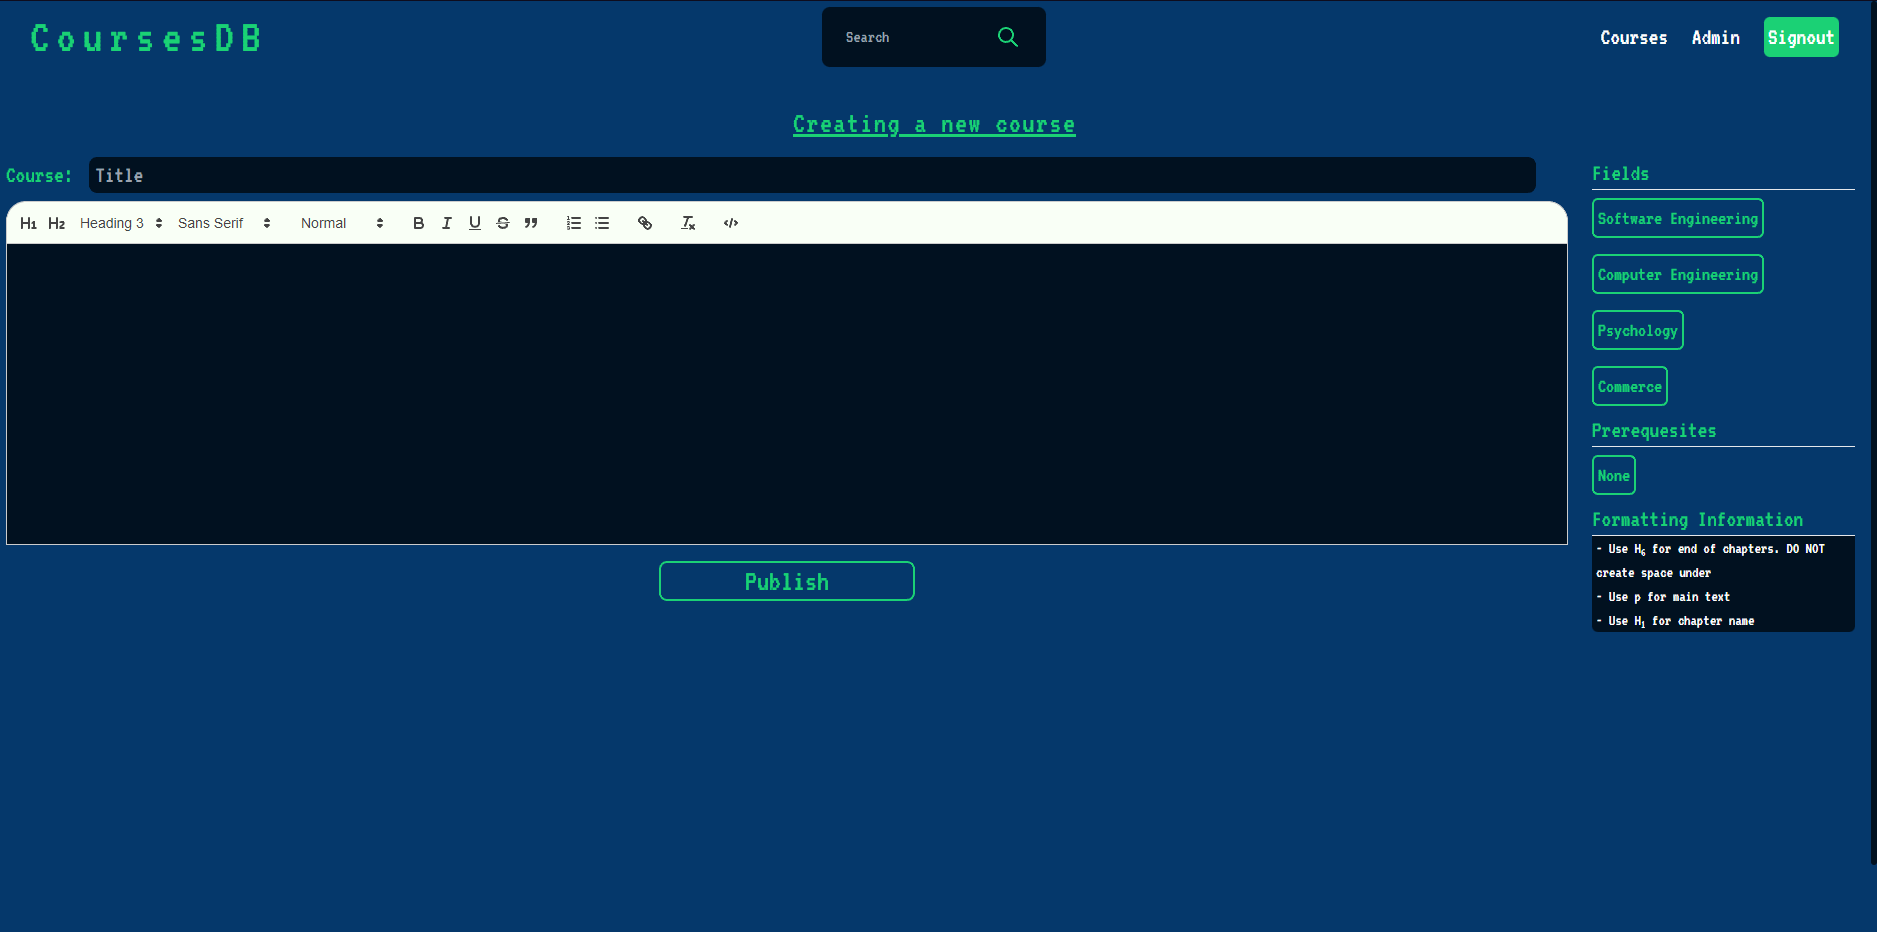 CoursesDB
Search
Courses Admin Signout
Creating a new course
Course: Title
H1 H2 Heading 3 Sans Serif Normal B I U S
Publish
Fields
Software Engineering
Computer Engineering
Psychology
Commerce
Prerequesites
None
Formatting Information
- Use H6 for end of chapters. DO NOT
create space under
- Use p for main text
- Use H1 for chapter name